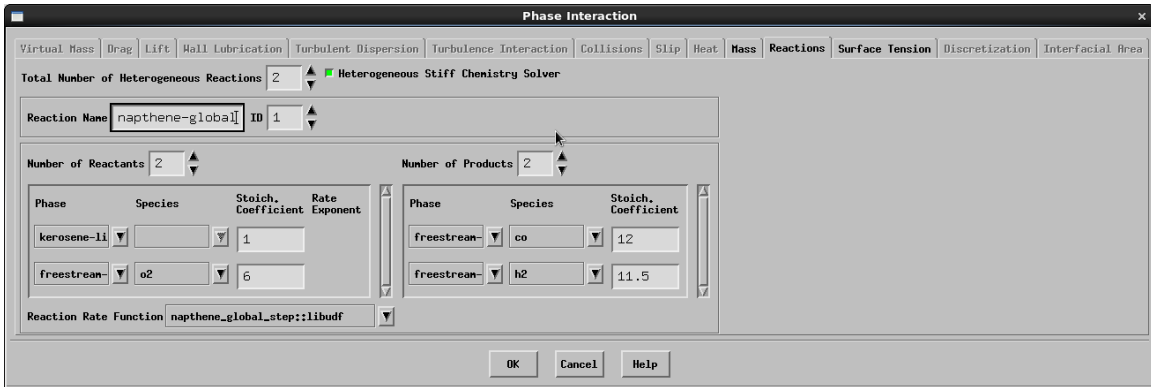 Phase Interaction
Virtual Mass Drag Lift Wall Lubrication Turbulent Dispersion Turbulence Interaction Collisions Slip Heat Mass Reactions Surface Tension Discretization Interfacial Area
Total Number of Heterogeneous Reactions 2 Heterogeneous Stiff Chemistry Solver
Reaction Name napthene-global ID 1
Number of Reactants 2 Number of Products 2
Phase Species Stoich. Coefficient Rate Exponent Phase Species Stoich. Coefficient
kerosene-li 1 freestream- co 12
freestream- o2 6 freestream- h2 11.5
Reaction Rate Function napthene_global_step::libudf
OK Cancel Help